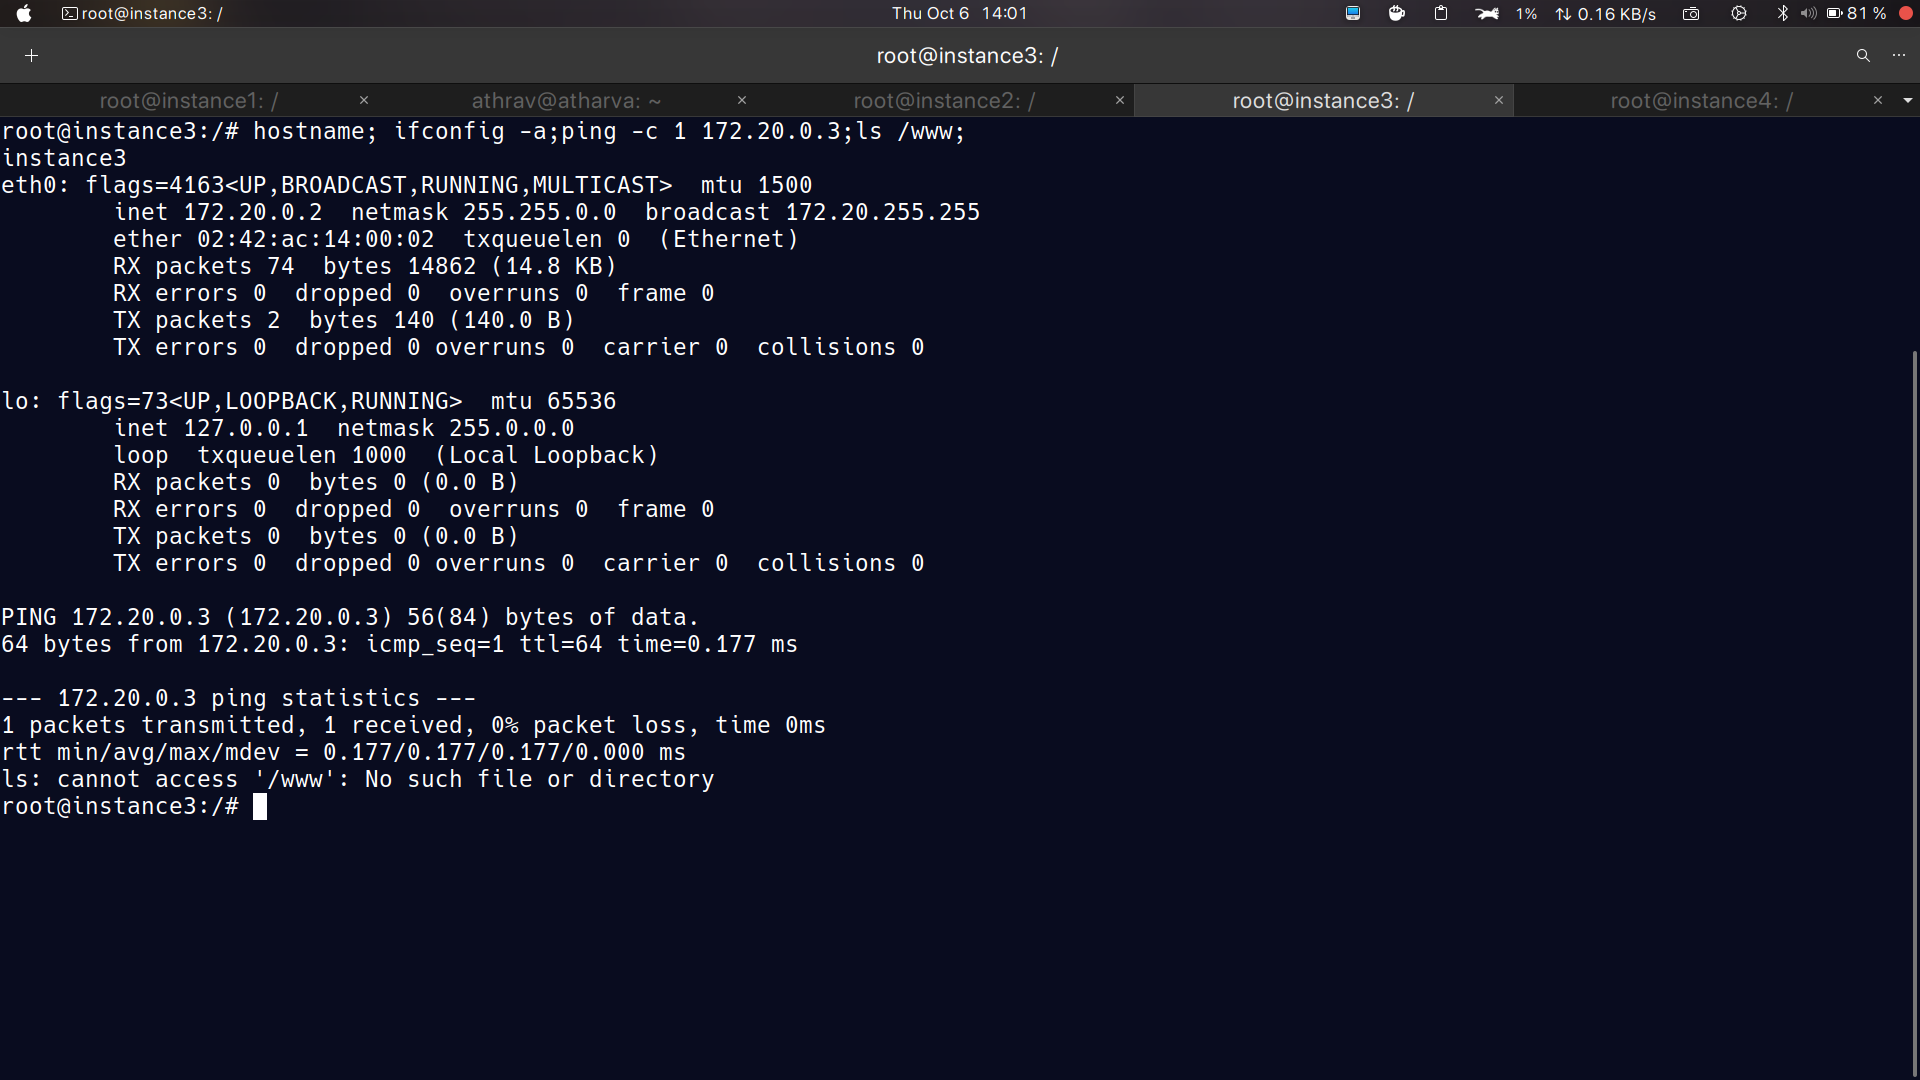 root@instance3: /
Thu Oct 6 14:01
1% ↑↓ 0.16 KB/s 81 %
root@instance3: /
root@instance1: / × athrav@atharva: ~ × root@instance2: / × root@instance3: / × root@instance4: / ×
root@instance3:/# hostname; ifconfig -a;ping -c 1 172.20.0.3;ls /www;
instance3
eth0: flags=4163<UP,BROADCAST,RUNNING,MULTICAST>  mtu 1500
        inet 172.20.0.2  netmask 255.255.0.0  broadcast 172.20.255.255
        ether 02:42:ac:14:00:02  txqueuelen 0  (Ethernet)
        RX packets 74  bytes 14862 (14.8 KB)
        RX errors 0  dropped 0  overruns 0  frame 0
        TX packets 2  bytes 140 (140.0 B)
        TX errors 0  dropped 0 overruns 0  carrier 0  collisions 0
lo: flags=73<UP,LOOPBACK,RUNNING>  mtu 65536
        inet 127.0.0.1  netmask 255.0.0.0
        loop  txqueuelen 1000  (Local Loopback)
        RX packets 0  bytes 0 (0.0 B)
        RX errors 0  dropped 0  overruns 0  frame 0
        TX packets 0  bytes 0 (0.0 B)
        TX errors 0  dropped 0 overruns 0  carrier 0  collisions 0
PING 172.20.0.3 (172.20.0.3) 56(84) bytes of data.
64 bytes from 172.20.0.3: icmp_seq=1 ttl=64 time=0.177 ms
--- 172.20.0.3 ping statistics ---
1 packets transmitted, 1 received, 0% packet loss, time 0ms
rtt min/avg/max/mdev = 0.177/0.177/0.177/0.000 ms
ls: cannot access '/www': No such file or directory
root@instance3:/#